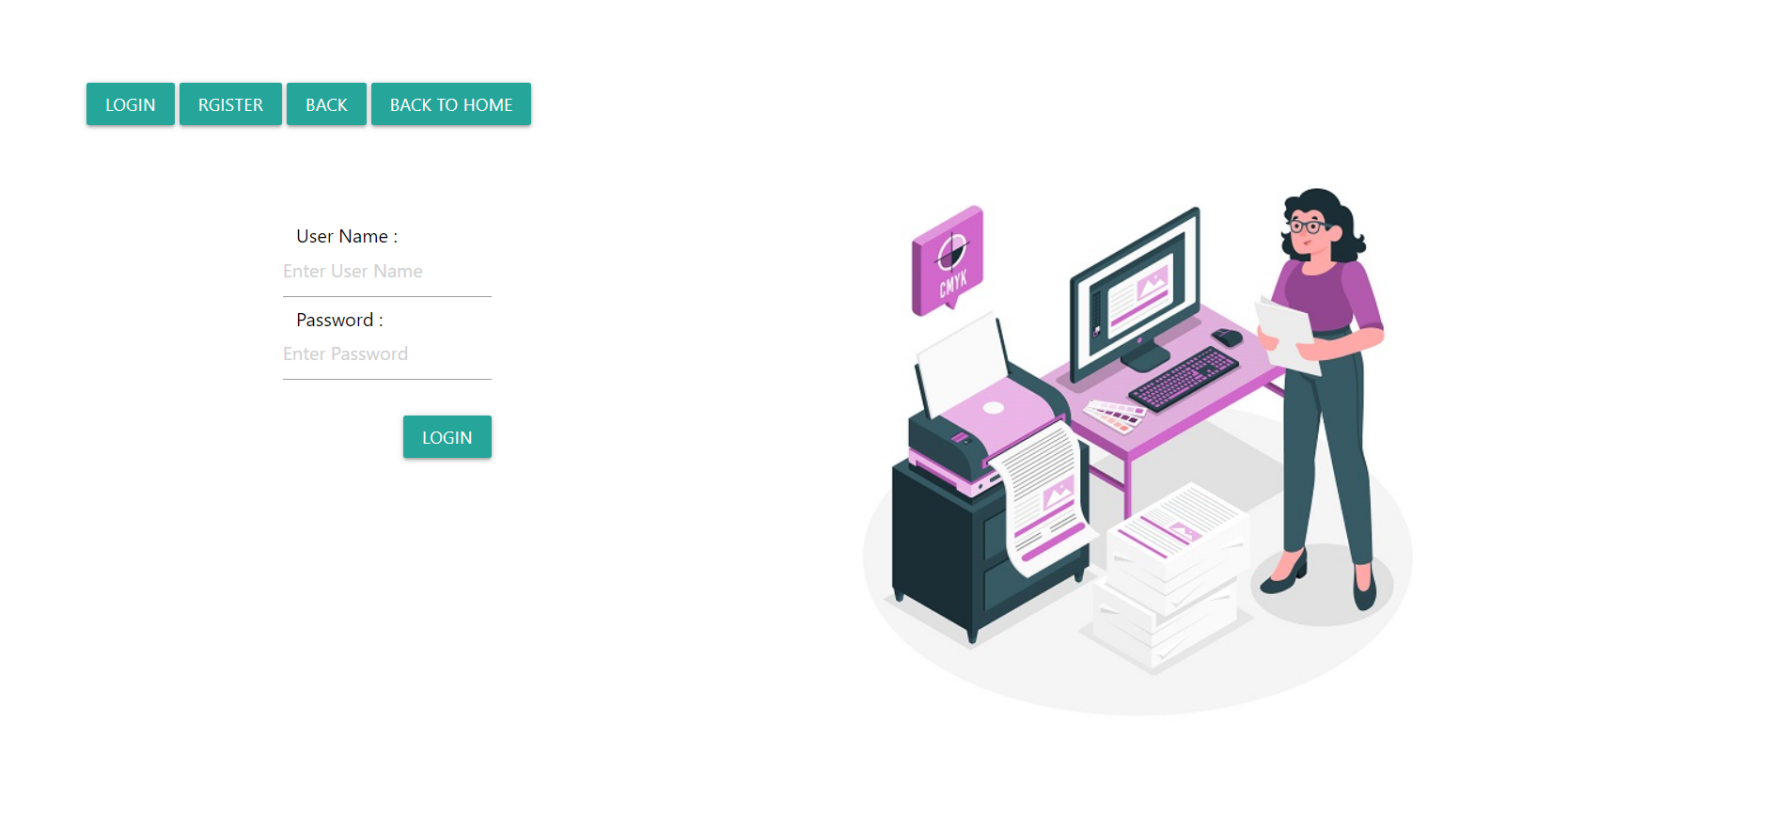 LOGIN RGISTER BACK BACK TO HOME
User Name :
Enter User Name
Password :
Enter Password
LOGIN
CMYK